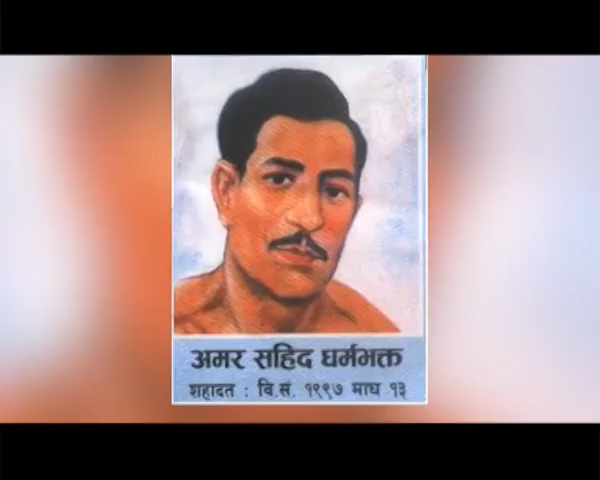 अमर सहिद धर्मभक्त
शहादत : वि.सं. १९९७ माघ १३